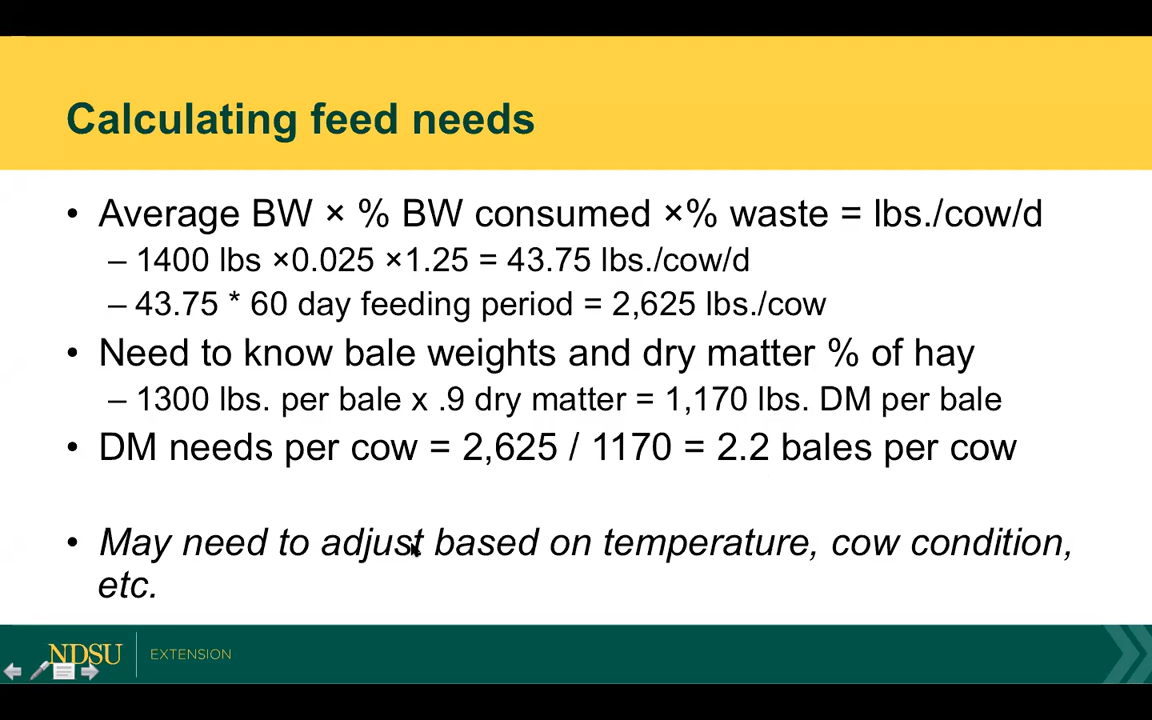 Calculating feed needs
• Average BW × % BW consumed ×% waste = lbs./cow/d
– 1400 lbs ×0.025 ×1.25 = 43.75 lbs./cow/d
– 43.75 * 60 day feeding period = 2,625 lbs./cow
• Need to know bale weights and dry matter % of hay
– 1300 lbs. per bale x .9 dry matter = 1,170 lbs. DM per bale
• DM needs per cow = 2,625 / 1170 = 2.2 bales per cow
• May need to adjust based on temperature, cow condition,
etc.
NDSU EXTENSION